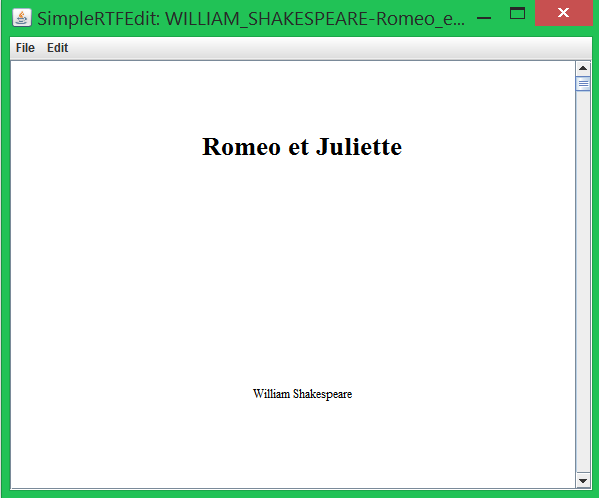 SimpleRTFEdit: WILLIAM_SHAKESPEARE-Romeo_e...
File Edit
Romeo et Juliette
William Shakespeare